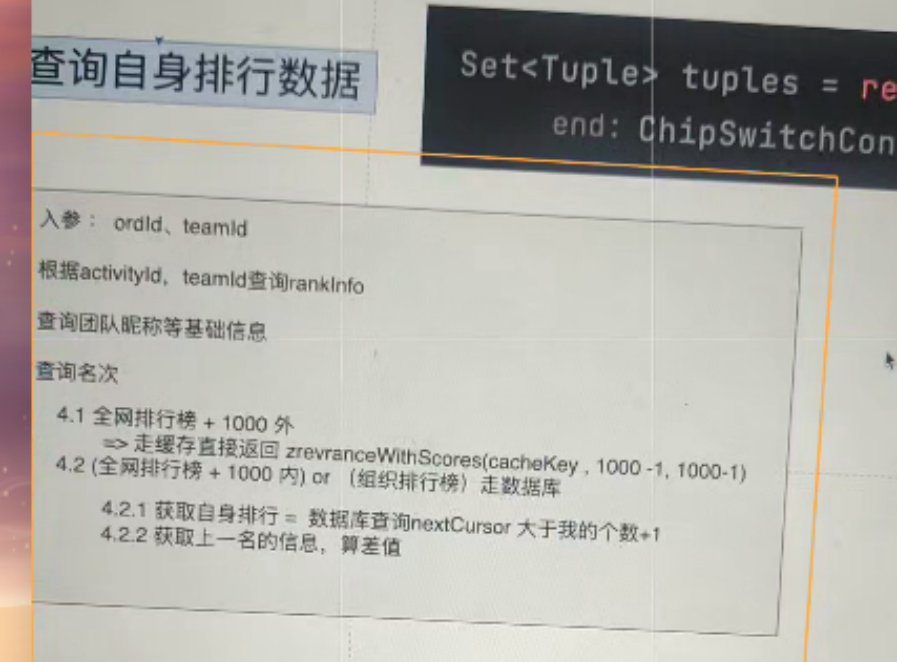 查询自身排行数据
Set<Tuple> tuples = re
end: ChipSwitchCon
入参： ordId、teamId
根据activityId，teamId查询rankInfo
查询团队昵称等基础信息
查询名次
4.1 全网排行榜 + 1000 外
=> 走缓存直接返回 zrevranceWithScores(cacheKey , 1000 -1, 1000-1)
4.2 (全网排行榜 + 1000 内) or （组织排行榜）走数据库
4.2.1 获取自身排行 = 数据库查询nextCursor 大于我的个数+1
4.2.2 获取上一名的信息，算差值